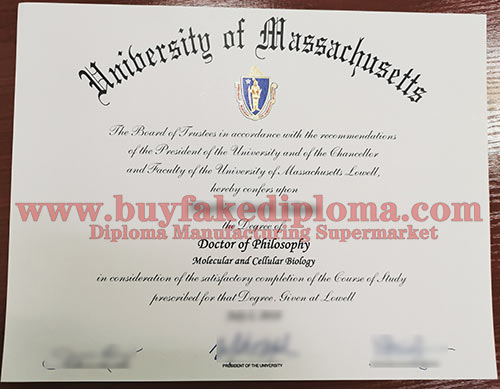 University of Massachusetts
The Board of Trustees in accordance with the recommendations
of the President of the University and of the Chancellor
and Faculty of the University of Massachusetts Lowell,
hereby confers upon
www.buyfakediploma.com
the Degree of
Diploma Manufacturing Supermarket
Doctor of Philosophy
Molecular and Cellular Biology
in consideration of the satisfactory completion of the Course of Study
prescribed for that Degree. Given at Lowell
PRESIDENT OF THE UNIVERSITY